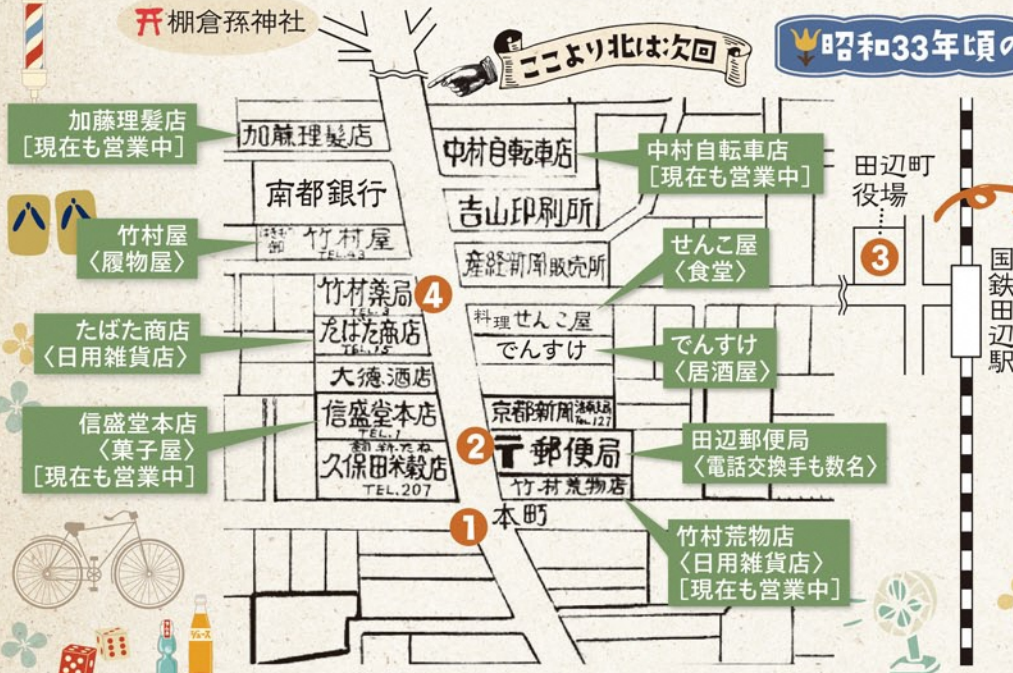 棚倉孫神社
ここより北は次回
昭和33年頃の
加藤理髪店
[現在も営業中]
加藤理髪店
中村自転車店
中村自転車店
[現在も営業中]
田辺町
役場
南都銀行
吉山印刷所
竹村屋
〈履物屋〉
竹村屋
TEL.43
産経新聞販売所
せんこ屋
〈食堂〉
3
国鉄田辺駅
竹村薬局
TEL.3
4
料理せんこ屋
たばた商店
〈日用雑貨店〉
たばた商店
TEL.15
でんすけ
でんすけ
〈居酒屋〉
大徳酒店
信盛堂本店
〈菓子屋〉
[現在も営業中]
信盛堂本店
TEL.1
京都新聞
TEL.127
2
〒郵便局
田辺郵便局
〈電話交換手も数名〉
久保田米穀店
TEL.207
竹村荒物店
1
本町
竹村荒物店
〈日用雑貨店〉
[現在も営業中]
ジュース